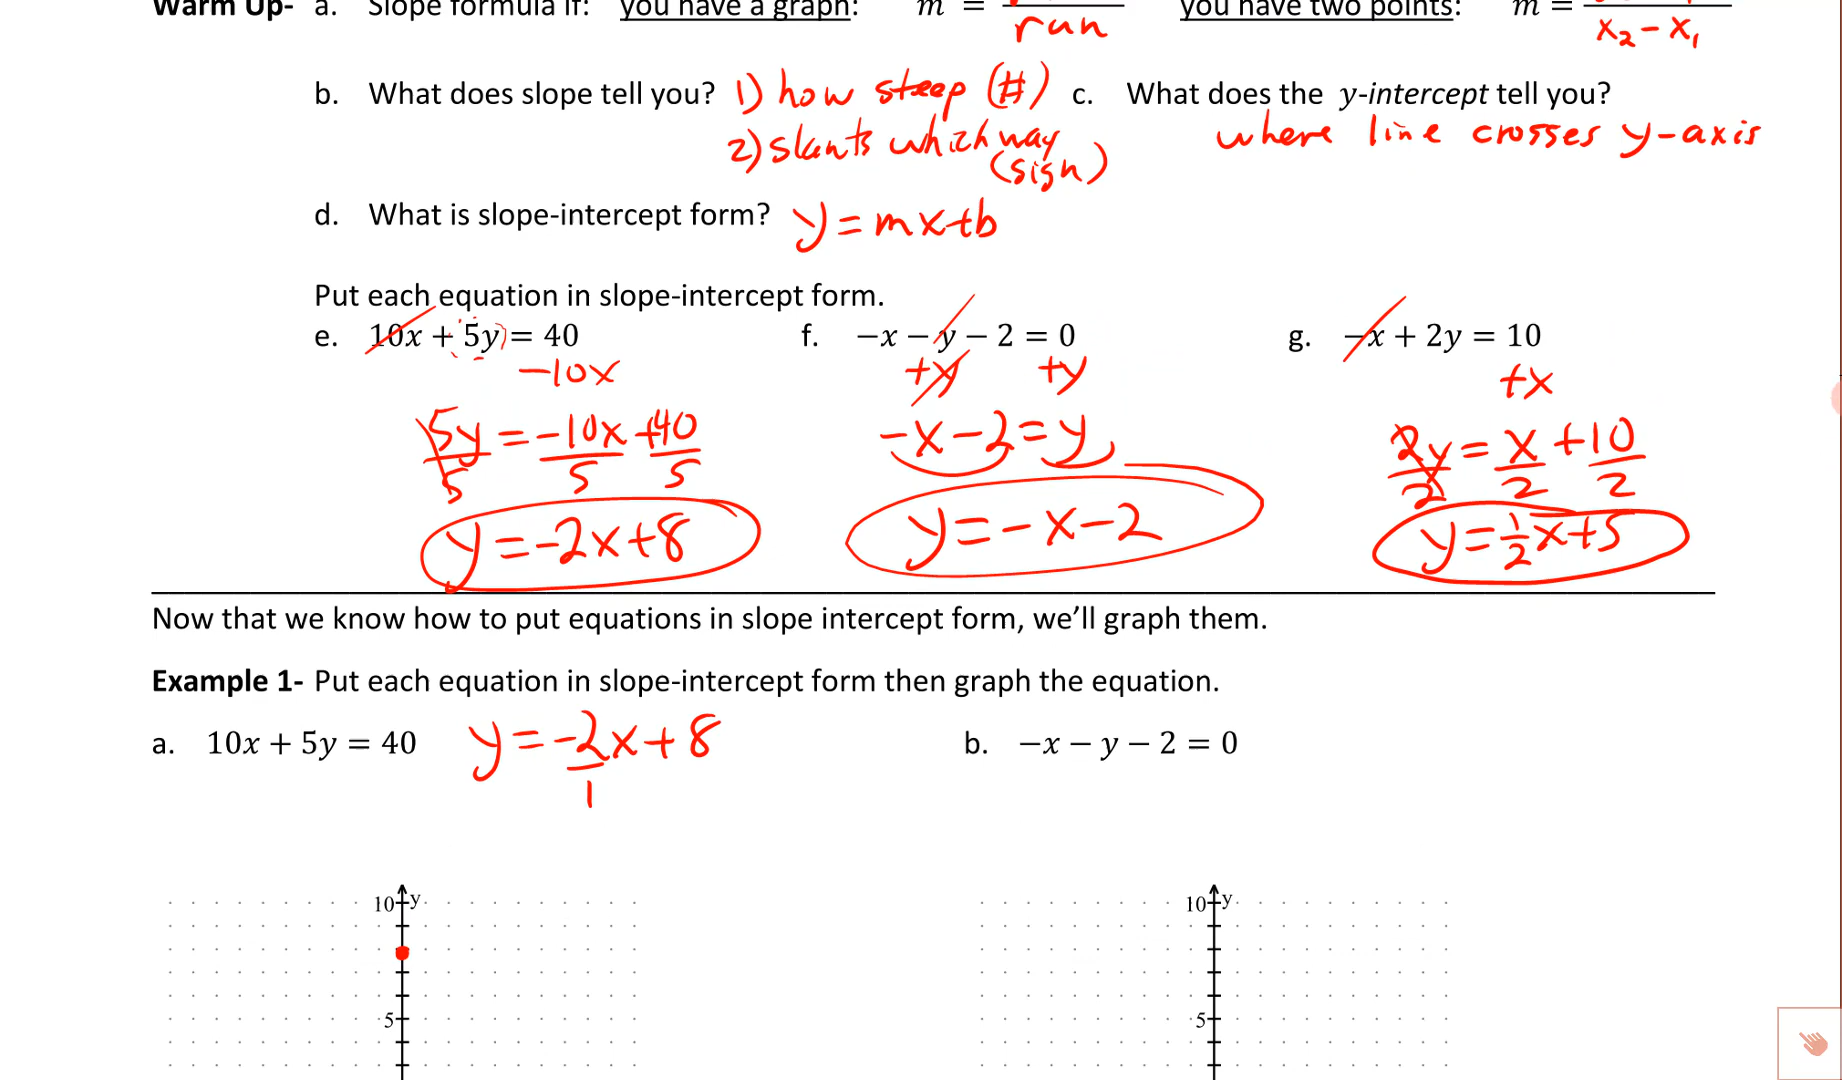 Warm Up- a. Slope formula if: you have a graph: m = run you have two points: m = x₂ - x₁
b. What does slope tell you? 1) how steep (#) c. What does the y-intercept tell you?
2) slants which way (sign) where line crosses y-axis
d. What is slope-intercept form? y = mx + b
Put each equation in slope-intercept form.
e. 10x + 5y = 40 f. −x − y − 2 = 0 g. −x + 2y = 10
-10x +y +y +x
5y/5 = -10x/5 + 40/5 -x - 2 = y 2y/2 = x/2 + 10/2
y = -2x + 8 y = -x - 2 y = 1/2 x + 5
Now that we know how to put equations in slope intercept form, we’ll graph them.
Example 1- Put each equation in slope-intercept form then graph the equation.
a. 10x + 5y = 40 y = -2/1 x + 8 b. −x − y − 2 = 0
10 y 10 y
5 5